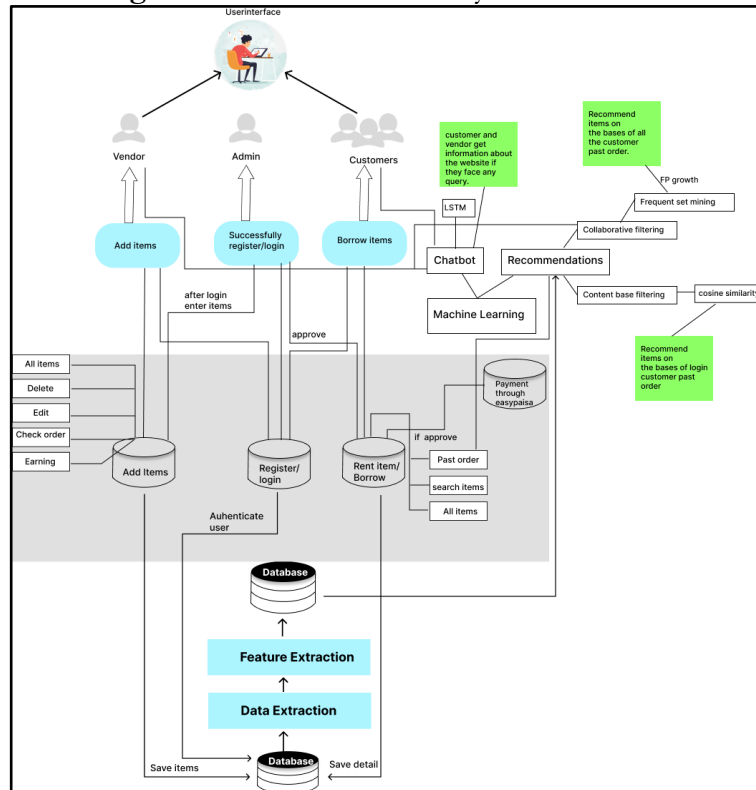 Userinterface
Vendor
Admin
Customers
customer and
vendor get
information about
the website if
they face any
query.
Recommend
items on
the bases of all
the customer
past order.
FP growth
LSTM
Frequent set mining
Collaborative filtering
Add items
Successfully
register/login
Borrow items
Chatbot
Recommendations
after login
enter items
Content base filtering
cosine similarity
Machine Learning
approve
Recommend
items on
the bases of login
customer past
order
All items
Delete
Edit
Check order
Earning
Payment
through
easypaisa
if approve
Add Items
Register/
login
Rent item/
Borrow
Past order
search items
All items
Auhenticate
user
Database
Feature Extraction
Data Extraction
Database
Save items
Save detail